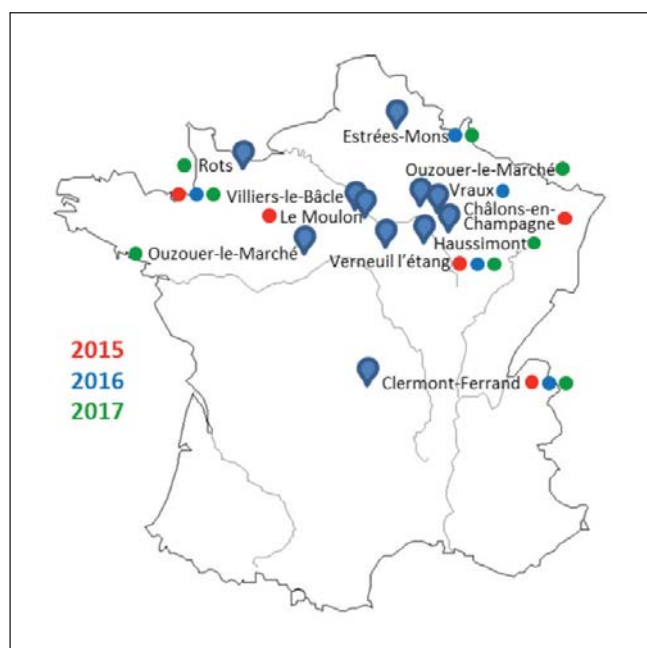 Estrées-Mons
Rots
Ouzouer-le-Marché
Villiers-le-Bâcle
Vraux
Le Moulon
Châlons-en-
Champagne
Ouzouer-le-Marché
Haussimont
Verneuil l’étang
2015
2016
2017
Clermont-Ferrand